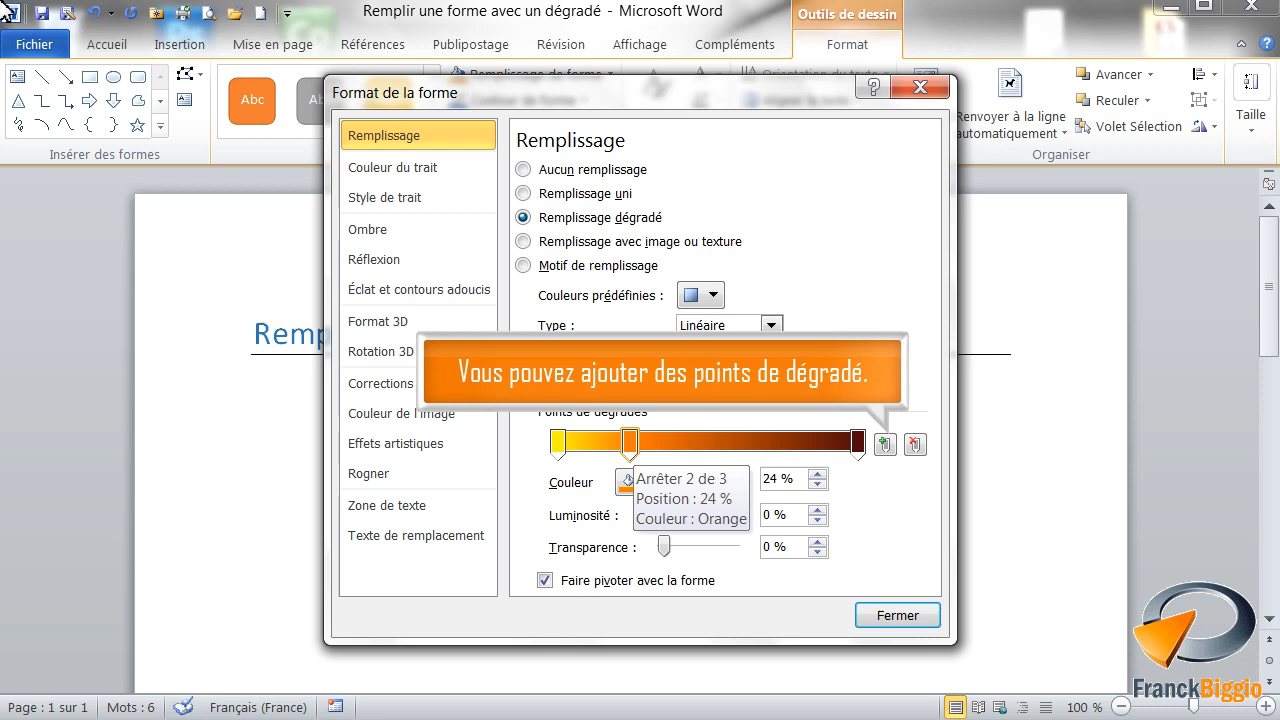 Remplir une forme avec un dégradé - Microsoft Word
Outils de dessin
Fichier
Accueil
Insertion
Mise en page
Références
Publipostage
Révision
Affichage
Compléments
Format
Abc
Remplissage de forme
Avancer
Reculer
Volet Sélection
Renvoyer à la ligne
automatiquement
Taille
Insérer des formes
Organiser
Format de la forme
Remplissage
Couleur du trait
Style de trait
Ombre
Réflexion
Éclat et contours adoucis
Format 3D
Rotation 3D
Corrections
Couleur de l'image
Effets artistiques
Rogner
Zone de texte
Texte de remplacement
Remplissage
Aucun remplissage
Remplissage uni
Remplissage dégradé
Remplissage avec image ou texture
Motif de remplissage
Couleurs prédéfinies :
Type :
Linéaire
Vous pouvez ajouter des points de dégradé.
Points de dégradés
Couleur
24 %
Arrêter 2 de 3
Position : 24 %
Couleur : Orange
Luminosité :
0 %
Transparence :
0 %
Faire pivoter avec la forme
Fermer
FranckBiggio
Page : 1 sur 1
Mots : 6
Français (France)
100 %